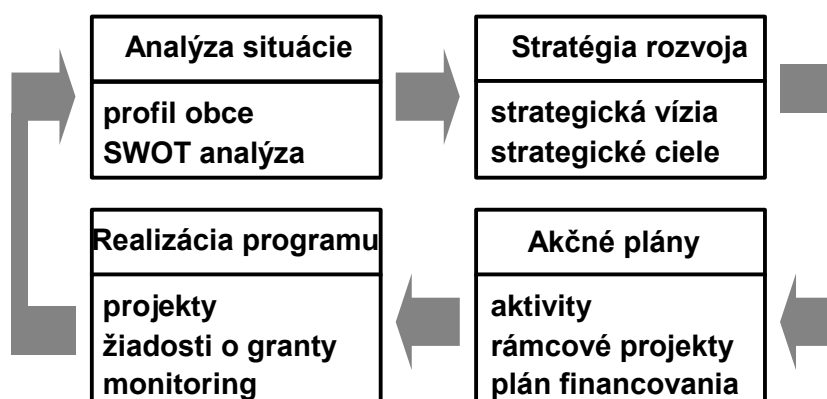 Analýza situácie
profil obce
SWOT analýza
Stratégia rozvoja
strategická vízia
strategické ciele
Realizácia programu
projekty
žiadosti o granty
monitoring
Akčné plány
aktivity
rámcové projekty
plán financovania